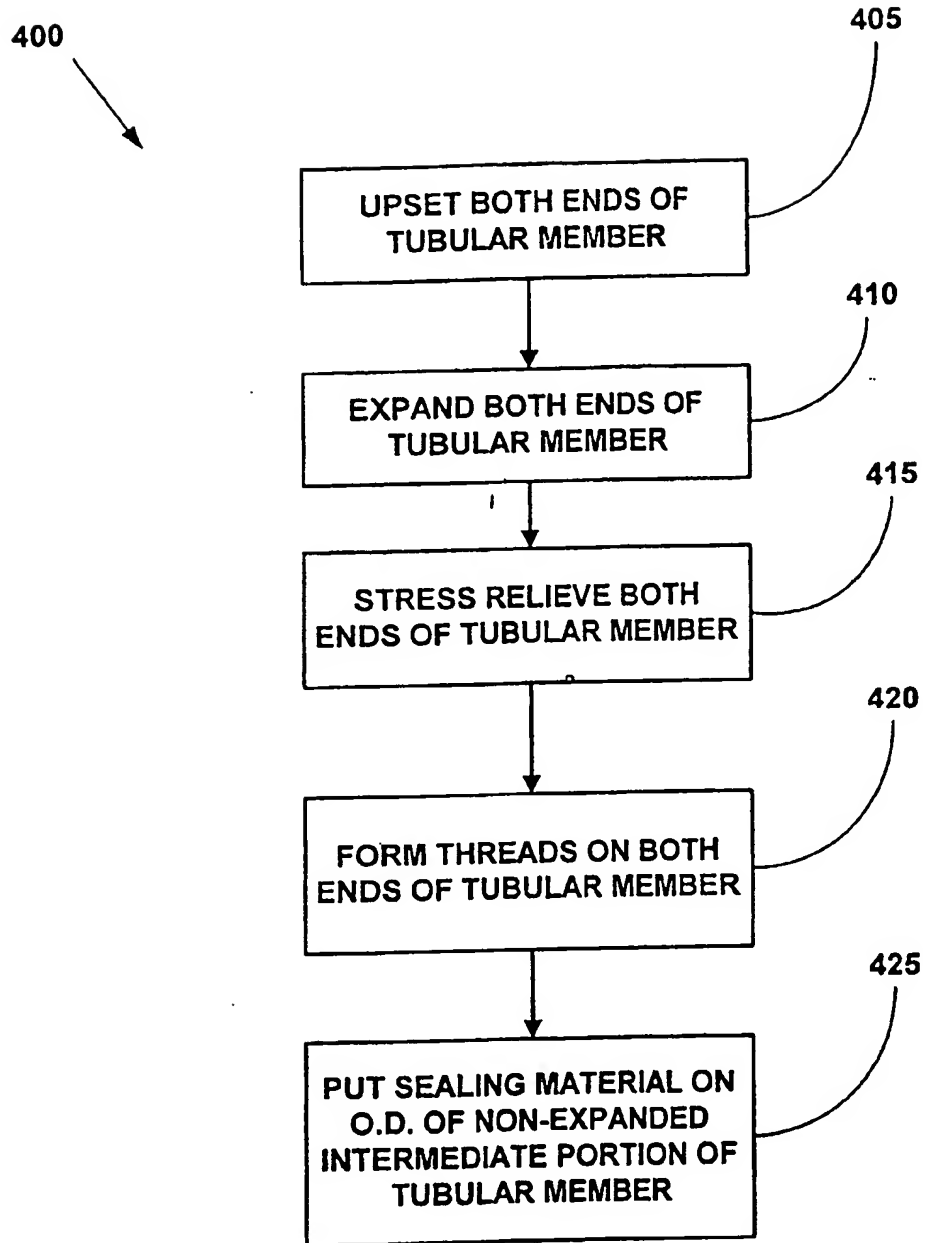 400
405
UPSET BOTH ENDS OF
TUBULAR MEMBER
410
EXPAND BOTH ENDS OF
TUBULAR MEMBER
415
STRESS RELIEVE BOTH
ENDS OF TUBULAR MEMBER
420
FORM THREADS ON BOTH
ENDS OF TUBULAR MEMBER
425
PUT SEALING MATERIAL ON
O.D. OF NON-EXPANDED
INTERMEDIATE PORTION OF
TUBULAR MEMBER